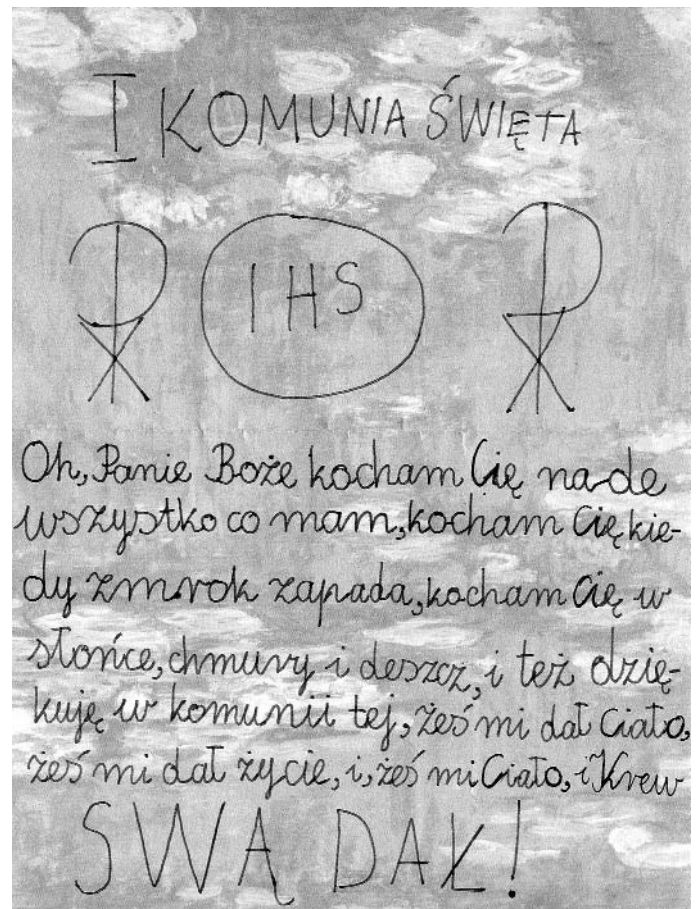 I KOMUNIA ŚWIĘTA
IHS
Oh, Panie Boże kocham Cię na de
wszystko co mam, kocham Cię kie-
dy zmrok zapada, kocham Cię w
słońce, chmury i deszcz, i też dzię-
kuję w komunii tej, żeś mi dał Ciało,
żeś mi dał życie, i, żeś mi Ciało, i Krew
SWĄ DAŁ!